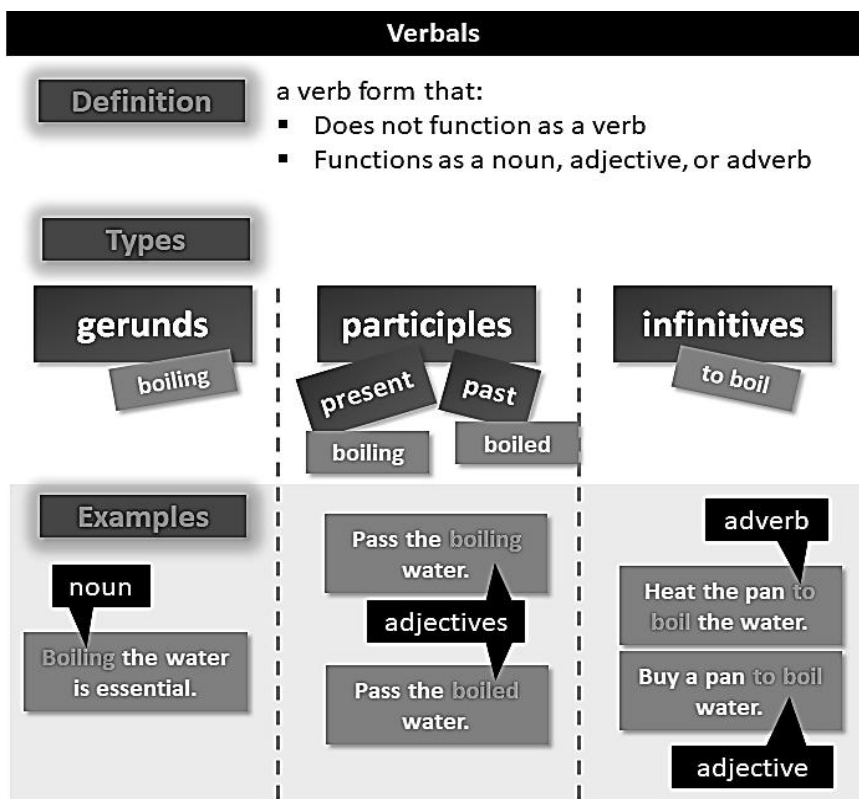 Verbals
Definition
a verb form that:
▪ Does not function as a verb
▪ Functions as a noun, adjective, or adverb
Types
gerunds
boiling
participles
present
boiling
past
boiled
infinitives
to boil
Examples
noun
Boiling the water
is essential.
Pass the boiling
water.
adjectives
Pass the boiled
water.
adverb
Heat the pan to
boil the water.
Buy a pan to boil
water.
adjective